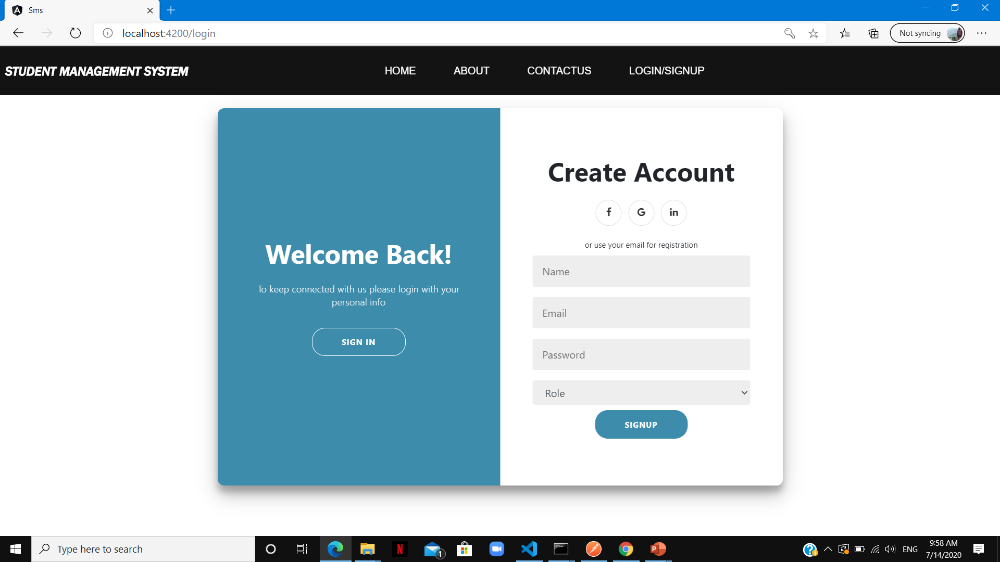 Sms
localhost:4200/login
Not syncing
STUDENT MANAGEMENT SYSTEM
HOME
ABOUT
CONTACTUS
LOGIN/SIGNUP
Welcome Back!
To keep connected with us please login with your
personal info
SIGN IN
Create Account
f
G
in
or use your email for registration
Name
Email
Password
Role
SIGNUP
Type here to search
N
1
P
ENG
9:58 AM
7/14/2020